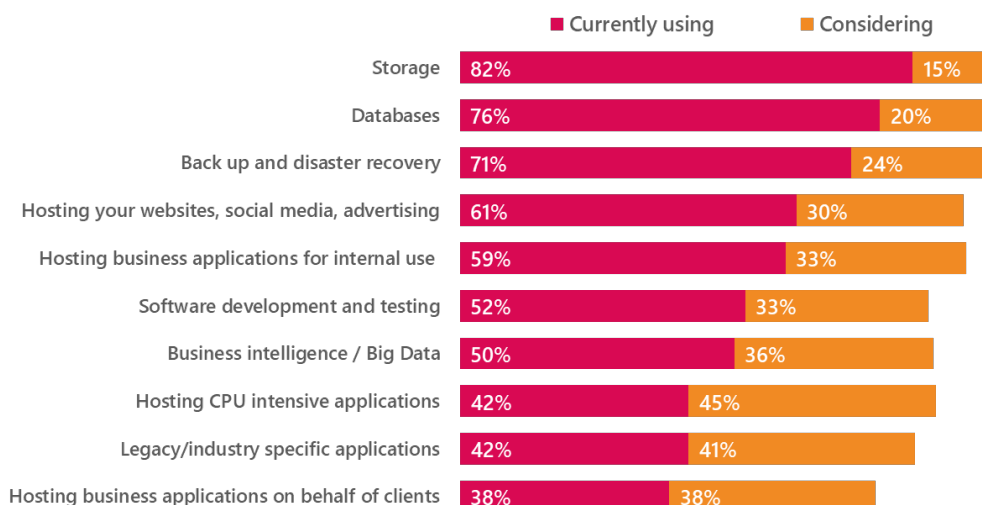 Currently using Considering
Storage 82% 15%
Databases 76% 20%
Back up and disaster recovery 71% 24%
Hosting your websites, social media, advertising 61% 30%
Hosting business applications for internal use 59% 33%
Software development and testing 52% 33%
Business intelligence / Big Data 50% 36%
Hosting CPU intensive applications 42% 45%
Legacy/industry specific applications 42% 41%
Hosting business applications on behalf of clients 38% 38%